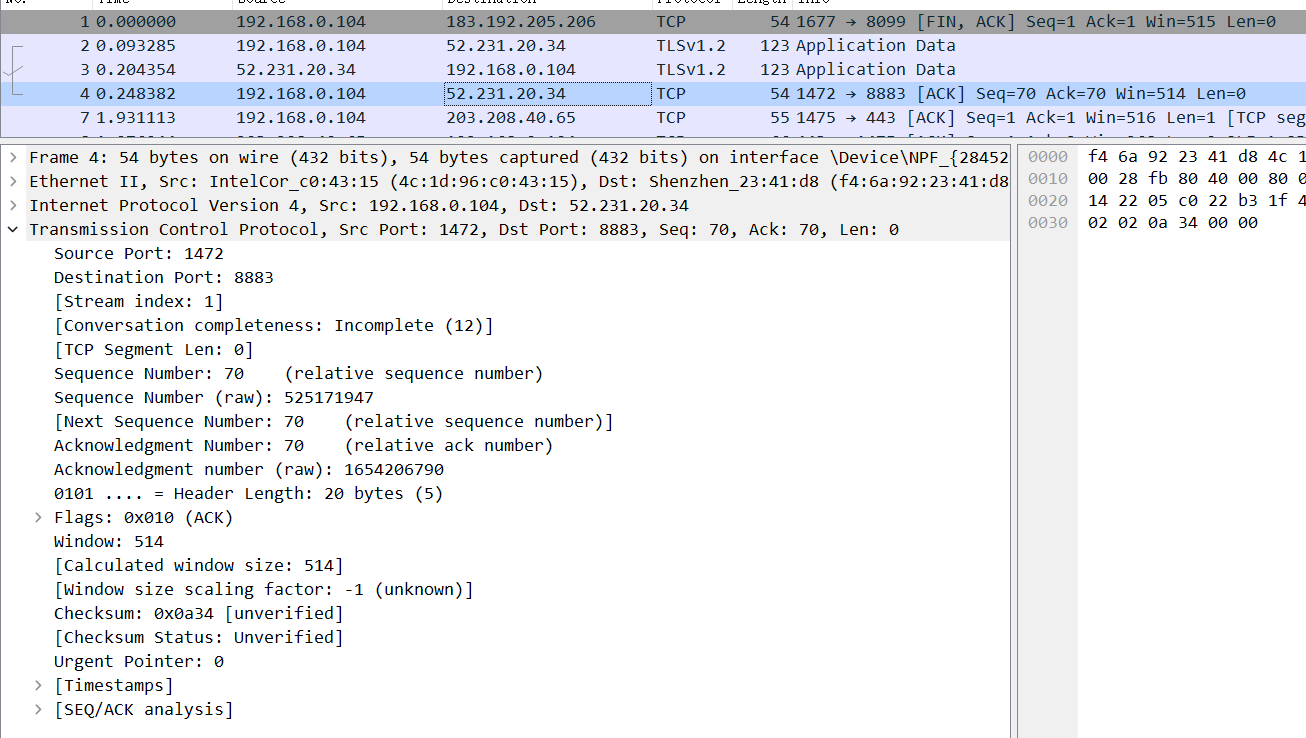 No. Time Source Destination Protocol Length Info
1 0.000000 192.168.0.104 183.192.205.206 TCP 54 1677 → 8099 [FIN, ACK] Seq=1 Ack=1 Win=515 Len=0
2 0.093285 192.168.0.104 52.231.20.34 TLSv1.2 123 Application Data
3 0.204354 52.231.20.34 192.168.0.104 TLSv1.2 123 Application Data
4 0.248382 192.168.0.104 52.231.20.34 TCP 54 1472 → 8883 [ACK] Seq=70 Ack=70 Win=514 Len=0
7 1.931113 192.168.0.104 203.208.40.65 TCP 55 1475 → 443 [ACK] Seq=1 Ack=1 Win=516 Len=1 [TCP seg
Frame 4: 54 bytes on wire (432 bits), 54 bytes captured (432 bits) on interface \Device\NPF_{28452
Ethernet II, Src: IntelCor_c0:43:15 (4c:1d:96:c0:43:15), Dst: Shenzhen_23:41:d8 (f4:6a:92:23:41:d8
Internet Protocol Version 4, Src: 192.168.0.104, Dst: 52.231.20.34
Transmission Control Protocol, Src Port: 1472, Dst Port: 8883, Seq: 70, Ack: 70, Len: 0
Source Port: 1472
Destination Port: 8883
[Stream index: 1]
[Conversation completeness: Incomplete (12)]
[TCP Segment Len: 0]
Sequence Number: 70 (relative sequence number)
Sequence Number (raw): 525171947
[Next Sequence Number: 70 (relative sequence number)]
Acknowledgment Number: 70 (relative ack number)
Acknowledgment number (raw): 1654206790
0101 .... = Header Length: 20 bytes (5)
Flags: 0x010 (ACK)
Window: 514
[Calculated window size: 514]
[Window size scaling factor: -1 (unknown)]
Checksum: 0x0a34 [unverified]
[Checksum Status: Unverified]
Urgent Pointer: 0
[Timestamps]
[SEQ/ACK analysis]
0000 f4 6a 92 23 41 d8 4c 1
0010 00 28 fb 80 40 00 80 0
0020 14 22 05 c0 22 b3 1f 4
0030 02 02 0a 34 00 00